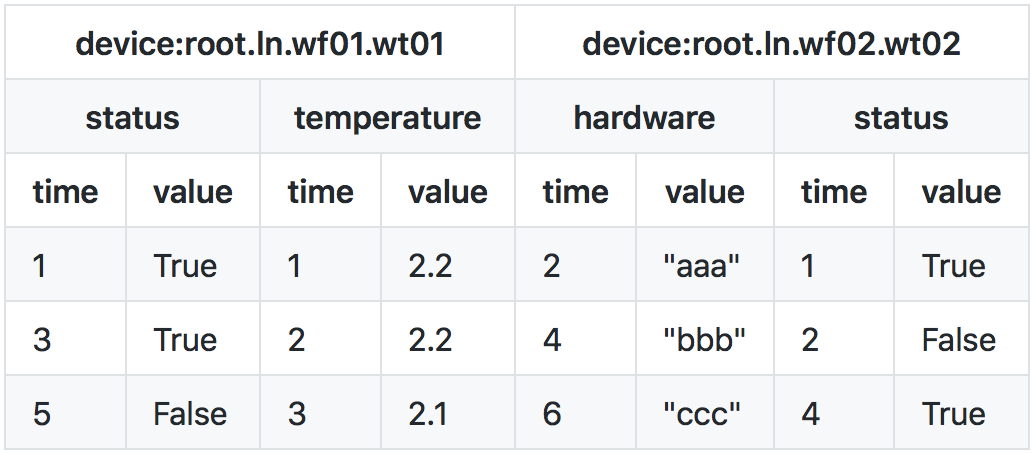 device:root.ln.wf01.wt01 device:root.ln.wf02.wt02
status temperature hardware status
time value time value time value time value
1 True 1 2.2 2 "aaa" 1 True
3 True 2 2.2 4 "bbb" 2 False
5 False 3 2.1 6 "ccc" 4 True